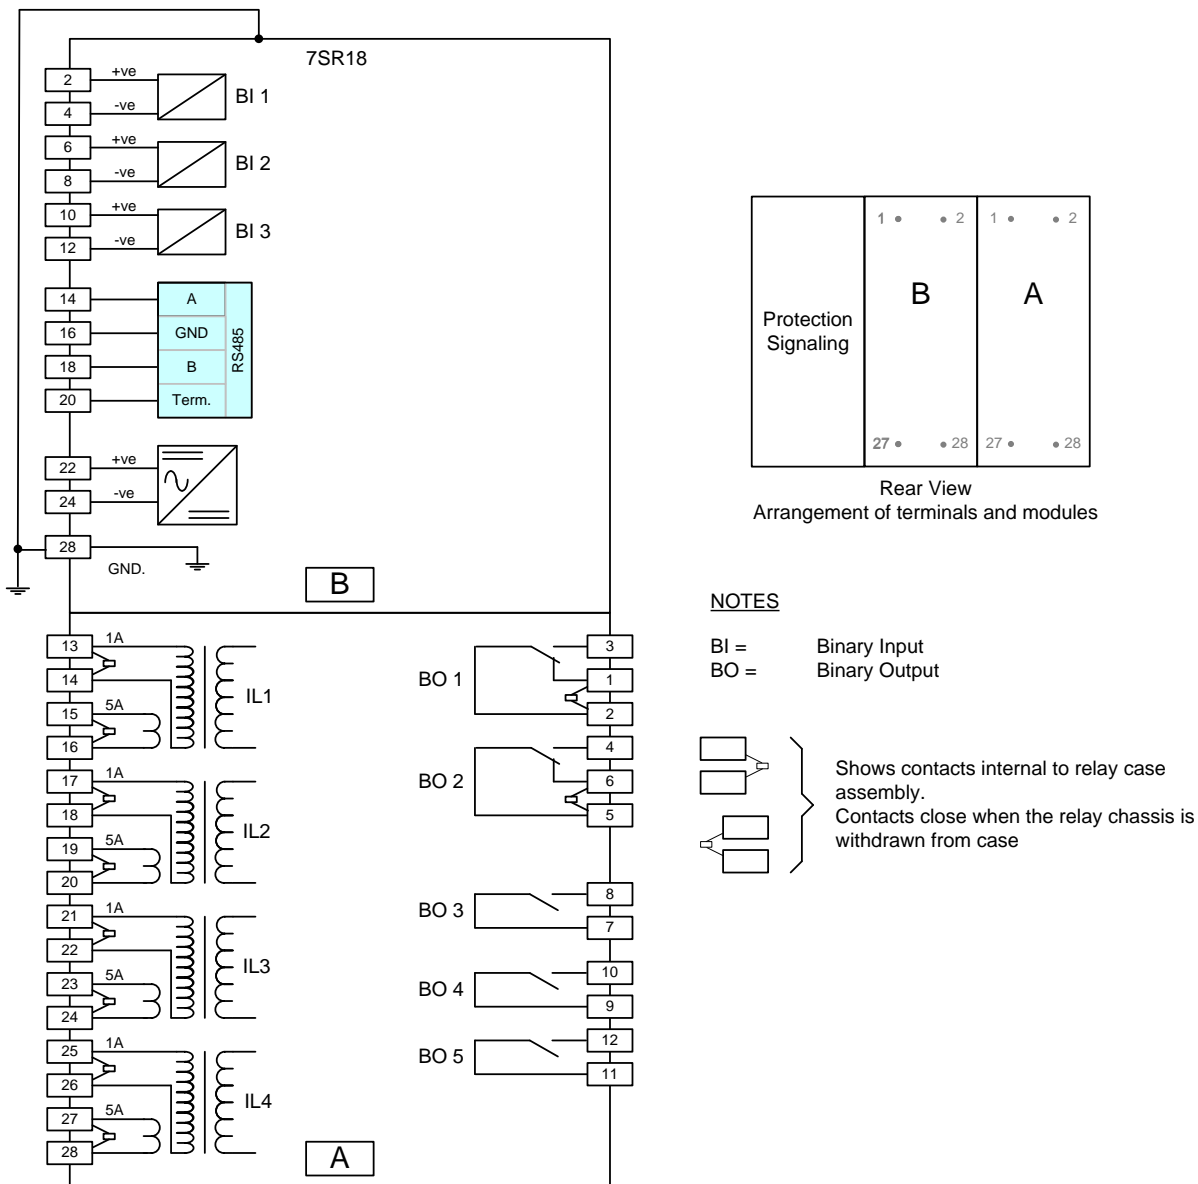 7SR18
2 +ve
4 -ve
BI 1
6 +ve
8 -ve
BI 2
10 +ve
12 -ve
BI 3
14 A
16 GND
18 B
20 Term.
RS485
22 +ve
24 -ve
28
GND.
B
13 1A
14
15 5A
16
IL1
17 1A
18
19 5A
20
IL2
21 1A
22
23 5A
24
IL3
25 1A
26
27 5A
28
IL4
A
BO 1
3
1
2
BO 2
4
6
5
BO 3
8
7
BO 4
10
9
BO 5
12
11
Protection
Signaling
1 2
B
27 28
1 2
A
27 28
Rear View
Arrangement of terminals and modules
NOTES
BI = Binary Input
BO = Binary Output
Shows contacts internal to relay case
assembly.
Contacts close when the relay chassis is
withdrawn from case